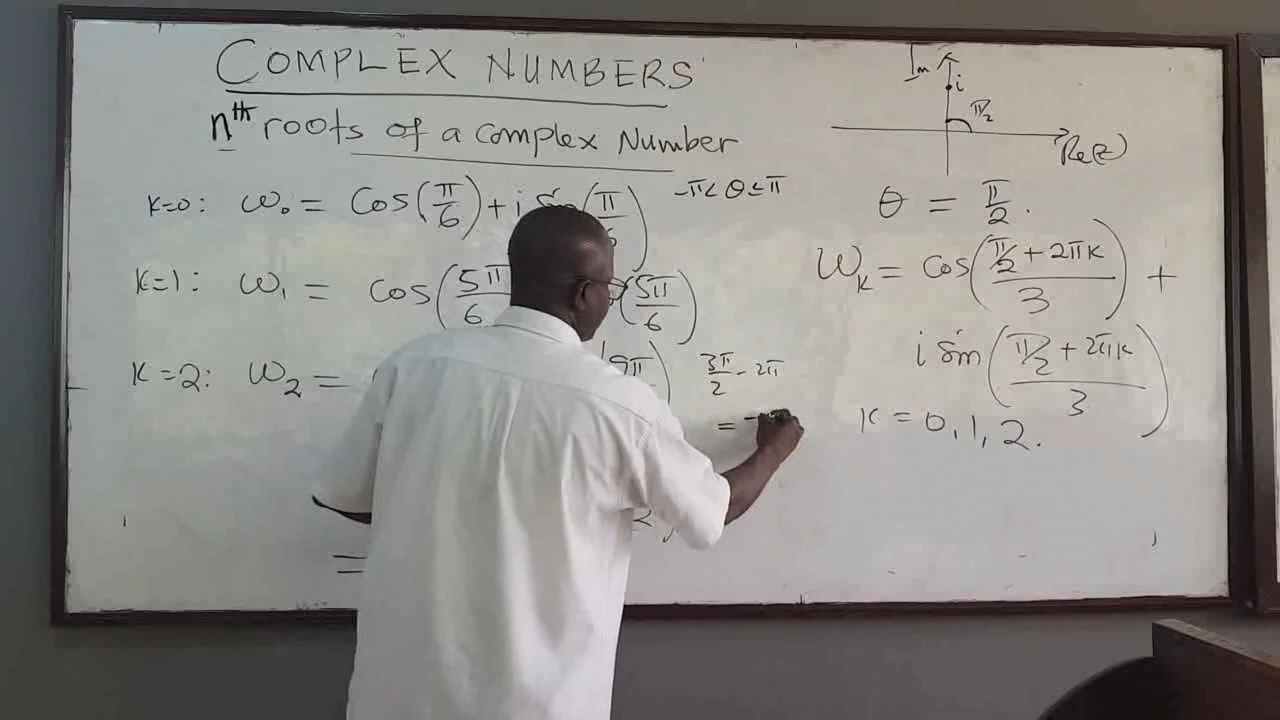 COMPLEX NUMBERS
nth roots of a complex Number
K=0: ω₀ = Cos(π/6) + i sin(π/6)
-π < θ ≤ π
K=1: ω₁ = cos(5π/6) (5π/6)
K=2: ω₂ = 9π
3π/2 - 2π
= -
=
Im
i
π/2
Re(z)
θ = π/2.
Wₖ = cos((π/2 + 2πk)/3) +
i sin((π/2 + 2πk)/3)
K = 0, 1, 2.